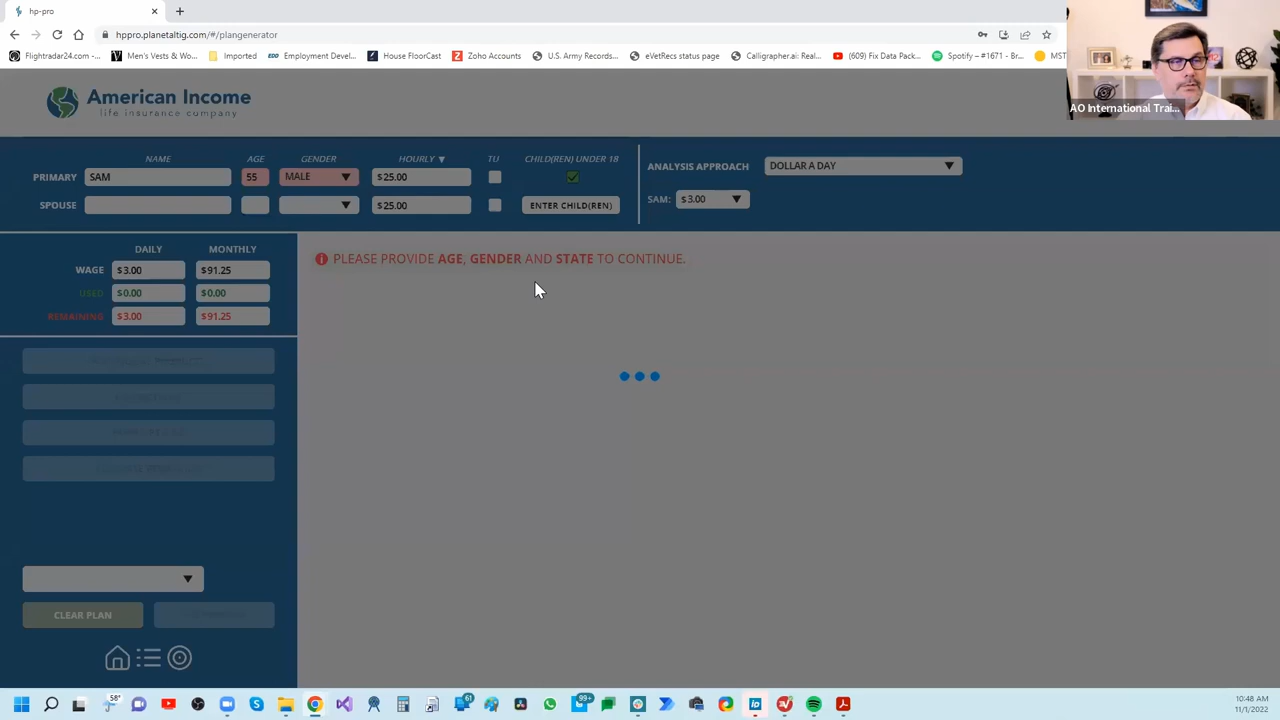 hp-pro
hppro.planetaltig.com/#/plangenerator
Flightradar24.com -...
Men's Vests & Wo...
Imported
EDD
Employment Devel...
House FloorCast
Zoho Accounts
U.S. Army Records...
eVetRecs status page
Calligrapher.ai: Real...
(609) Fix Data Pack...
Spotify – #1671 - Br...
MST
AO International Trai...
American Income
life insurance company
NAME
AGE
GENDER
HOURLY
TU
CHILD(REN) UNDER 18
PRIMARY
SAM
55
MALE
$25.00
SPOUSE
$25.00
ENTER CHILD(REN)
ANALYSIS APPROACH
DOLLAR A DAY
SAM:
$3.00
DAILY
MONTHLY
WAGE
$3.00
$91.25
USED
$0.00
$0.00
REMAINING
$3.00
$91.25
PLEASE PROVIDE AGE, GENDER AND STATE TO CONTINUE.
CLEAR PLAN
58°
61
99+
10:48 AM
11/1/2022